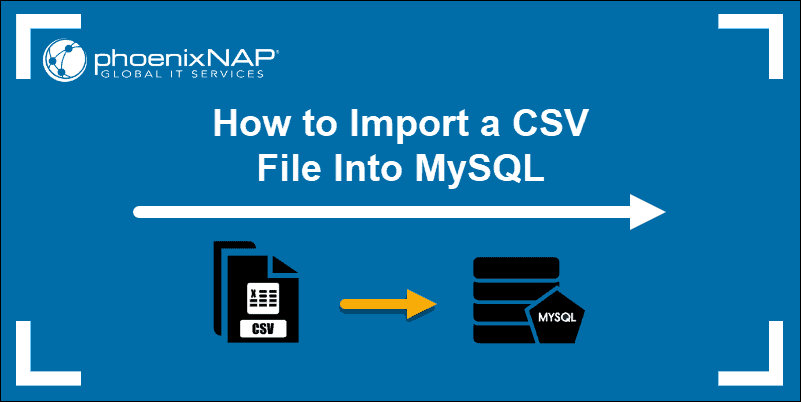 phoenixNAP®
GLOBAL IT SERVICES
How to Import a CSV
File Into MySQL
X
CSV
MYSQL